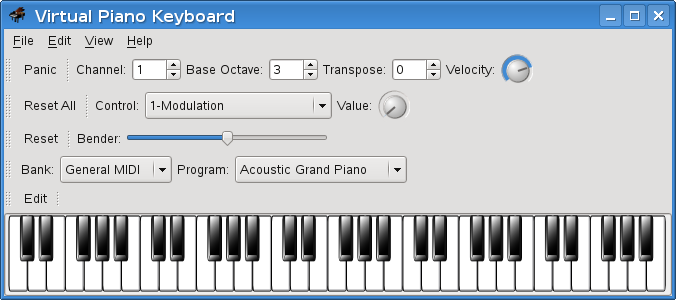 Virtual Piano Keyboard
File Edit View Help
Panic Channel: 1 Base Octave: 3 Transpose: 0 Velocity:
Reset All Control: 1-Modulation Value:
Reset Bender:
Bank: General MIDI Program: Acoustic Grand Piano
Edit